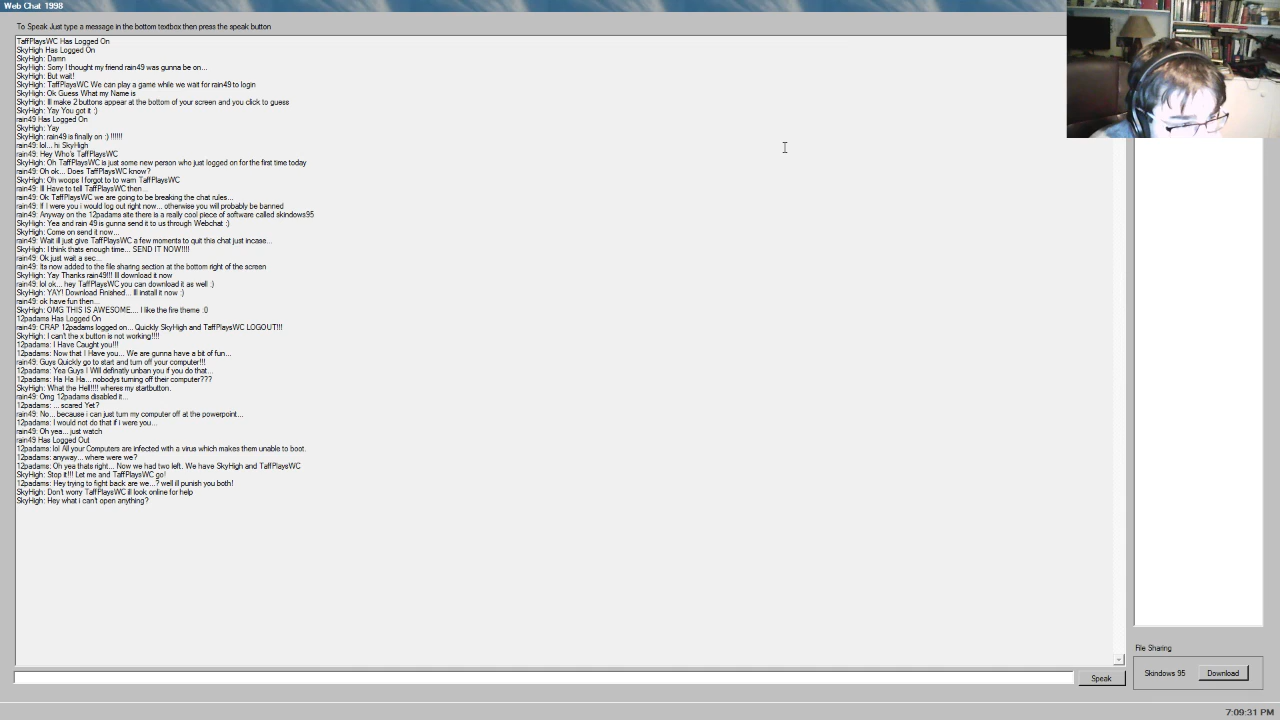 Web Chat 1998
To Speak Just type a message in the bottom textbox then press the speak button
TaffPlaysWC Has Logged On
SkyHigh Has Logged On
SkyHigh: Damn
SkyHigh: Sorry I thought my friend rain49 was gunna be on...
SkyHigh: But wait!
SkyHigh: TaffPlaysWC We can play a game while we wait for rain49 to login
SkyHigh: Ok Guess What my Name is
SkyHigh: Ill make 2 buttons appear at the bottom of your screen and you click to guess
SkyHigh: Yay You got it :)
rain49 Has Logged On
SkyHigh: Yay
SkyHigh: rain49 is finally on :) !!!!!!
rain49: lol... hi SkyHigh
rain49: Hey Who's TaffPlaysWC
SkyHigh: Oh TaffPlaysWC is just some new person who just logged on for the first time today
rain49: Oh ok... Does TaffPlaysWC know?
SkyHigh: Oh woops I forgot to to warn TaffPlaysWC
rain49: Ill Have to tell TaffPlaysWC then...
rain49: Ok TaffPlaysWC we are going to be breaking the chat rules...
rain49: If I were you i would log out right now... otherwise you will probably be banned
rain49: Anyway on the 12padams site there is a really cool piece of software called skindows95
SkyHigh: Yea and rain 49 is gunna send it to us through Webchat :)
SkyHigh: Come on send it now...
rain49: Wait ill just give TaffPlaysWC a few moments to quit this chat just incase...
SkyHigh: I think thats enough time... SEND IT NOW!!!!
rain49: Ok just wait a sec...
rain49: its now added to the file sharing section at the bottom right of the screen
SkyHigh: Yay Thanks rain49!!! Ill download it now
rain49: lol ok... hey TaffPlaysWC you can download it as well :)
SkyHigh: YAY! Download Finished... Ill install it now :)
rain49: ok have fun then...
SkyHigh: OMG THIS IS AWESOME.... I like the fire theme :0
12padams Has Logged On
rain49: CRAP 12padams logged on... Quickly SkyHigh and TaffPlaysWC LOGOUT!!!
SkyHigh: I can't the x button is not working!!!!
12padams: I Have Caught you!!!
12padams: Now that I Have you... We are gunna have a bit of fun...
rain49: Guys Quickly go to start and turn off your computer!!!
12padams: Yea Guys I Will definatly unban you if you do that...
12padams: Ha Ha Ha... nobodys turning off their computer???
SkyHigh: What the Hell!!!! wheres my startbutton.
rain49: Omg 12padams disabled it...
12padams: ... scared Yet?
rain49: No... because i can just turn my computer off at the powerpoint...
12padams: I would not do that if i were you...
rain49: Oh yea... just watch
rain49 Has Logged Out
12padams: lol All your Computers are infected with a virus which makes them unable to boot.
12padams: anyway... where were we?
12padams: Oh yea thats right... Now we had two left. We have SkyHigh and TaffPlaysWC
SkyHigh: Stop it!!! Let me and TaffPlaysWC go!
12padams: Hey trying to fight back are we...? well ill punish you both!
SkyHigh: Don't worry TaffPlaysWC ill look online for help
SkyHigh: Hey what i can't open anything?
Speak
File Sharing
Skindows 95
Download
7:09:31 PM